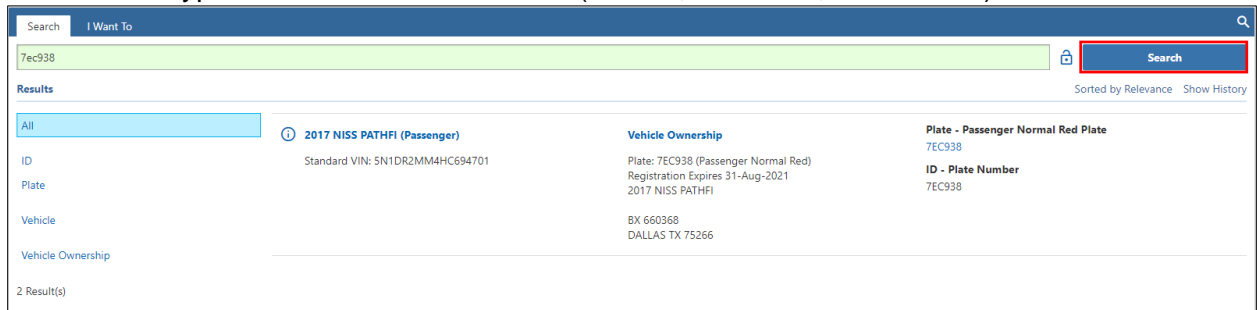 Search I Want To
7ec938 Search
Results Sorted by Relevance Show History
All
ID
Plate
Vehicle
Vehicle Ownership
2 Result(s)
2017 NISS PATHFI (Passenger)
Standard VIN: 5N1DR2MM4HC694701
Vehicle Ownership
Plate: 7EC938 (Passenger Normal Red)
Registration Expires 31-Aug-2021
2017 NISS PATHFI
BX 660368
DALLAS TX 75266
Plate - Passenger Normal Red Plate
7EC938
ID - Plate Number
7EC938